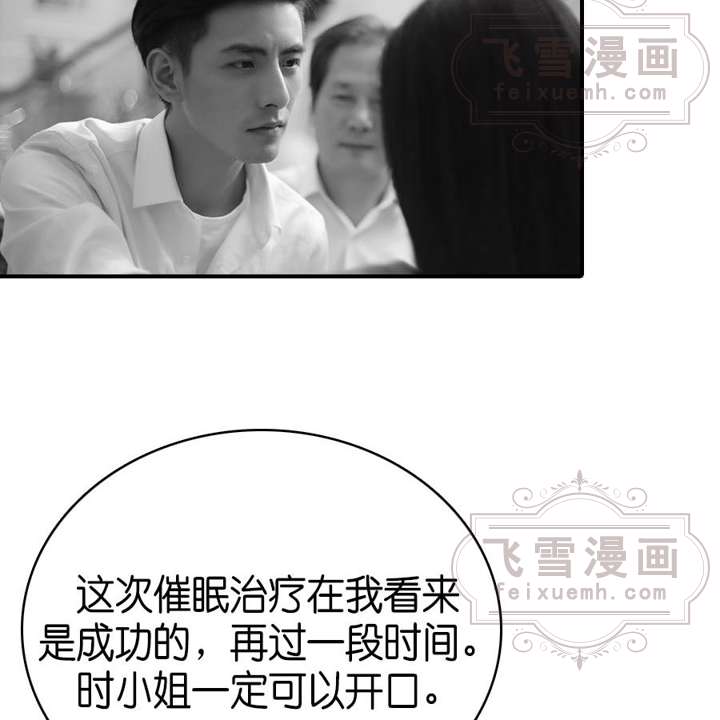 飞雪漫画
feixuemh.com
飞雪漫画
feixuemh.com
这次催眠治疗在我看来
是成功的，再过一段时间。
时小姐一定可以开口。